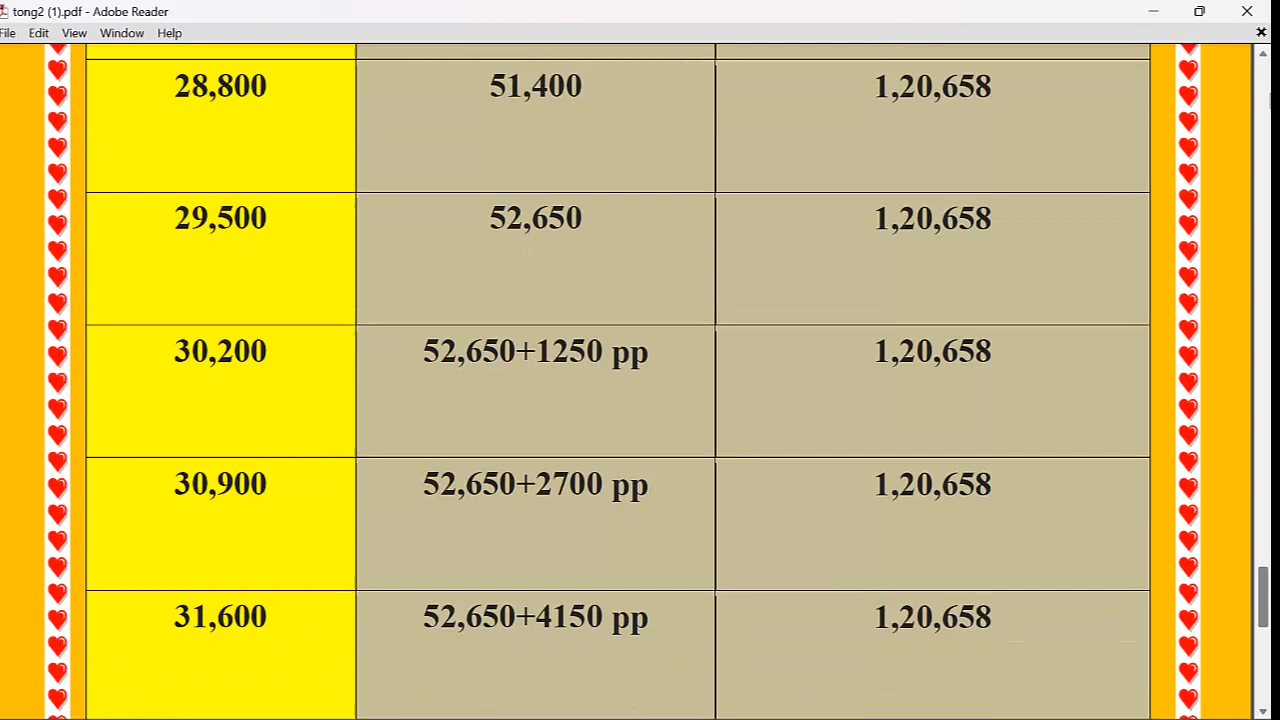 tong2 (1).pdf - Adobe Reader
File Edit View Window Help
28,800 51,400 1,20,658
29,500 52,650 1,20,658
30,200 52,650+1250 pp 1,20,658
30,900 52,650+2700 pp 1,20,658
31,600 52,650+4150 pp 1,20,658